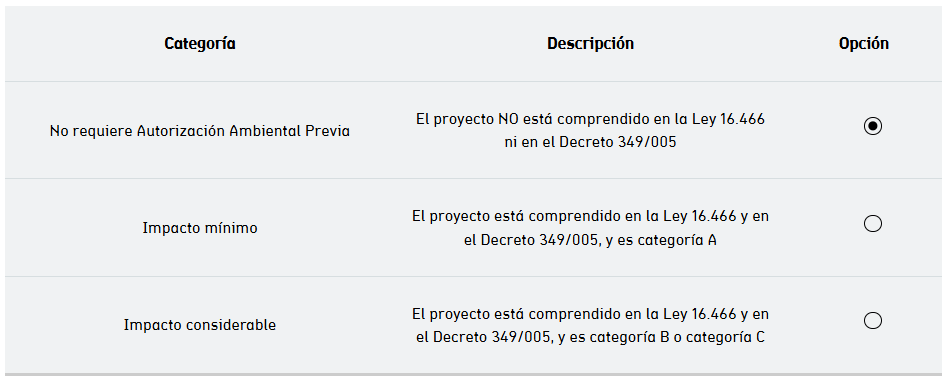 Categoría
Descripción
Opción
No requiere Autorización Ambiental Previa
El proyecto NO está comprendido en la Ley 16.466
ni en el Decreto 349/005
Impacto mínimo
El proyecto está comprendido en la Ley 16.466 y en
el Decreto 349/005, y es categoría A
Impacto considerable
El proyecto está comprendido en la Ley 16.466 y en
el Decreto 349/005, y es categoría B o categoría C